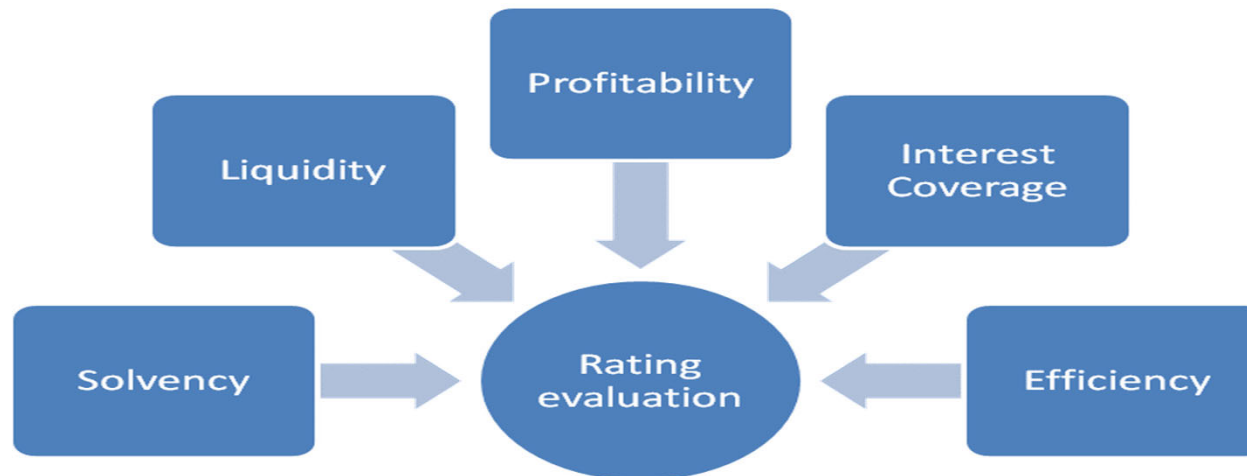 Profitability
Liquidity
Interest
Coverage
Solvency
Rating
evaluation
Efficiency